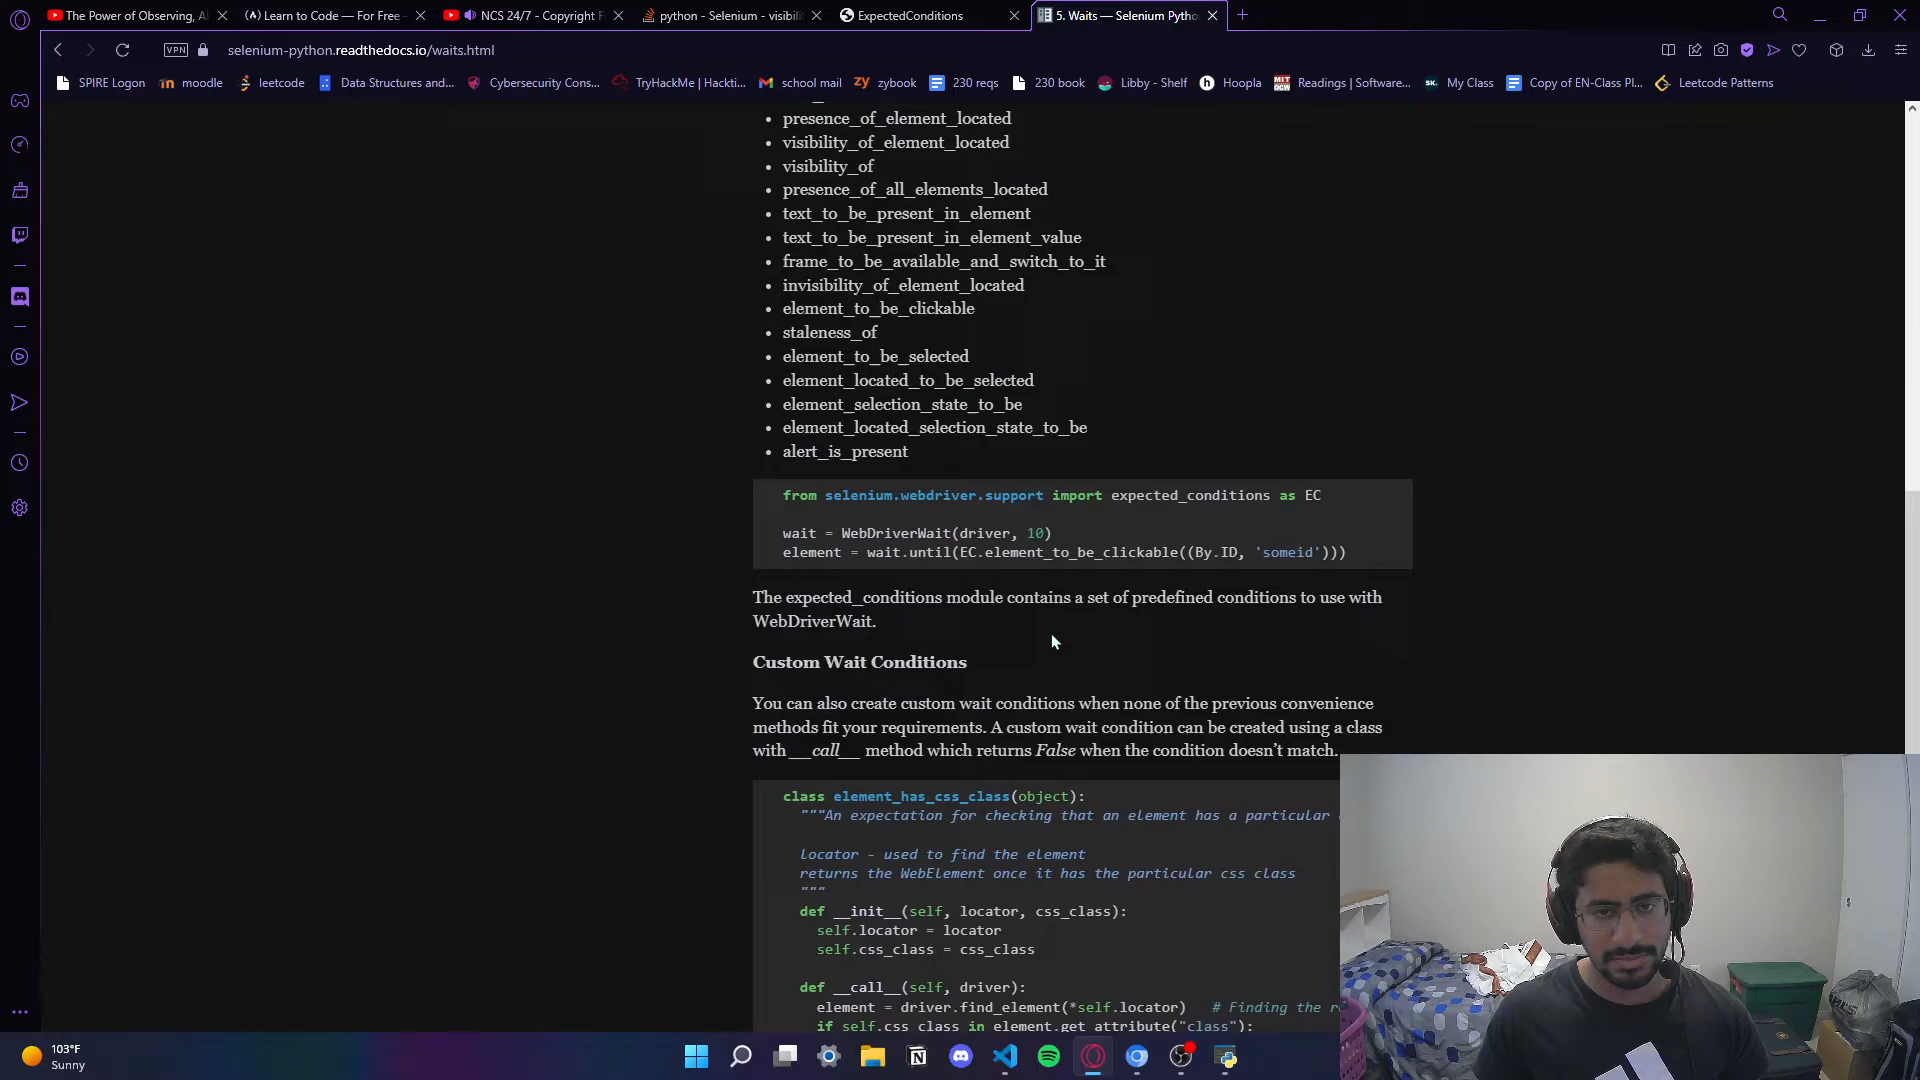 The Power of Observing, Al
Learn to Code — For Free
NCS 24/7 - Copyright F
python - Selenium - visibili
ExpectedConditions
5. Waits — Selenium Pytho
VPN
selenium-python.readthedocs.io/waits.html
SPIRE Logon
moodle
leetcode
Data Structures and...
Cybersecurity Cons...
TryHackMe | Hackti...
school mail
zybook
230 reqs
230 book
Libby - Shelf
Hoopla
Readings | Software...
My Class
Copy of EN-Class Pl...
Leetcode Patterns
presence_of_element_located
visibility_of_element_located
visibility_of
presence_of_all_elements_located
text_to_be_present_in_element
text_to_be_present_in_element_value
frame_to_be_available_and_switch_to_it
invisibility_of_element_located
element_to_be_clickable
staleness_of
element_to_be_selected
element_located_to_be_selected
element_selection_state_to_be
element_located_selection_state_to_be
alert_is_present
from selenium.webdriver.support import expected_conditions as EC
wait = WebDriverWait(driver, 10)
element = wait.until(EC.element_to_be_clickable((By.ID, 'someid')))
The expected_conditions module contains a set of predefined conditions to use with
WebDriverWait.
Custom Wait Conditions
You can also create custom wait conditions when none of the previous convenience
methods fit your requirements. A custom wait condition can be created using a class
with __call__ method which returns False when the condition doesn’t match.
class element_has_css_class(object):
"""An expectation for checking that an element has a particular
locator - used to find the element
returns the WebElement once it has the particular css class
"""
def __init__(self, locator, css_class):
self.locator = locator
self.css_class = css_class
def __call__(self, driver):
element = driver.find_element(*self.locator) # Finding the r
if self.css_class in element.get_attribute("class"):
103°F
Sunny